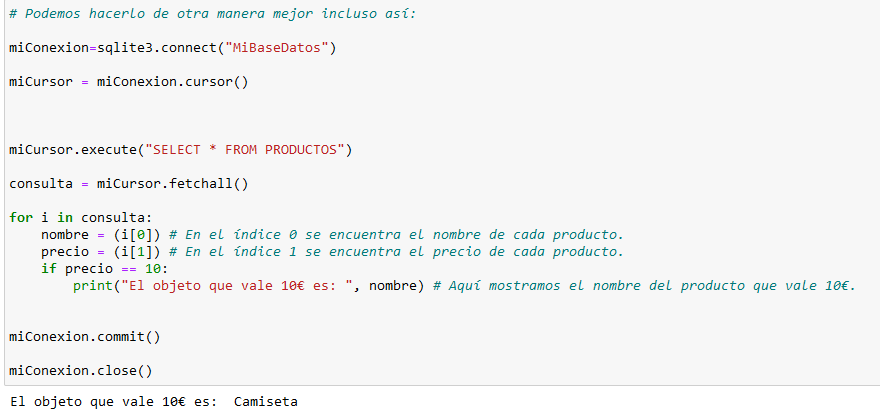 # Podemos hacerlo de otra manera mejor incluso así:
miConexion=sqlite3.connect("MiBaseDatos")
miCursor = miConexion.cursor()
miCursor.execute("SELECT * FROM PRODUCTOS")
consulta = miCursor.fetchall()
for i in consulta:
    nombre = (i[0]) # En el índice 0 se encuentra el nombre de cada producto.
    precio = (i[1]) # En el índice 1 se encuentra el precio de cada producto.
    if precio == 10:
        print("El objeto que vale 10€ es: ", nombre) # Aquí mostramos el nombre del producto que vale 10€.
miConexion.commit()
miConexion.close()
El objeto que vale 10€ es:  Camiseta